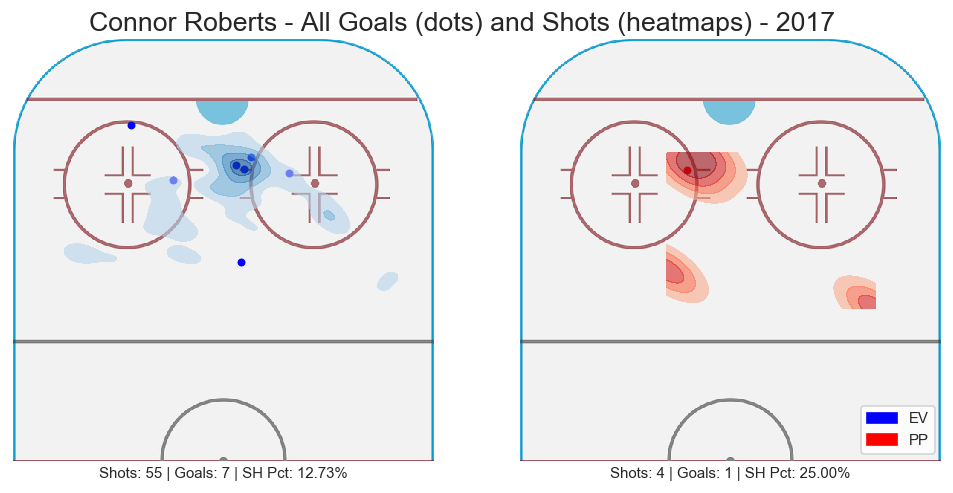 Connor Roberts - All Goals (dots) and Shots (heatmaps) - 2017
EV
PP
Shots: 55 | Goals: 7 | SH Pct: 12.73%
Shots: 4 | Goals: 1 | SH Pct: 25.00%